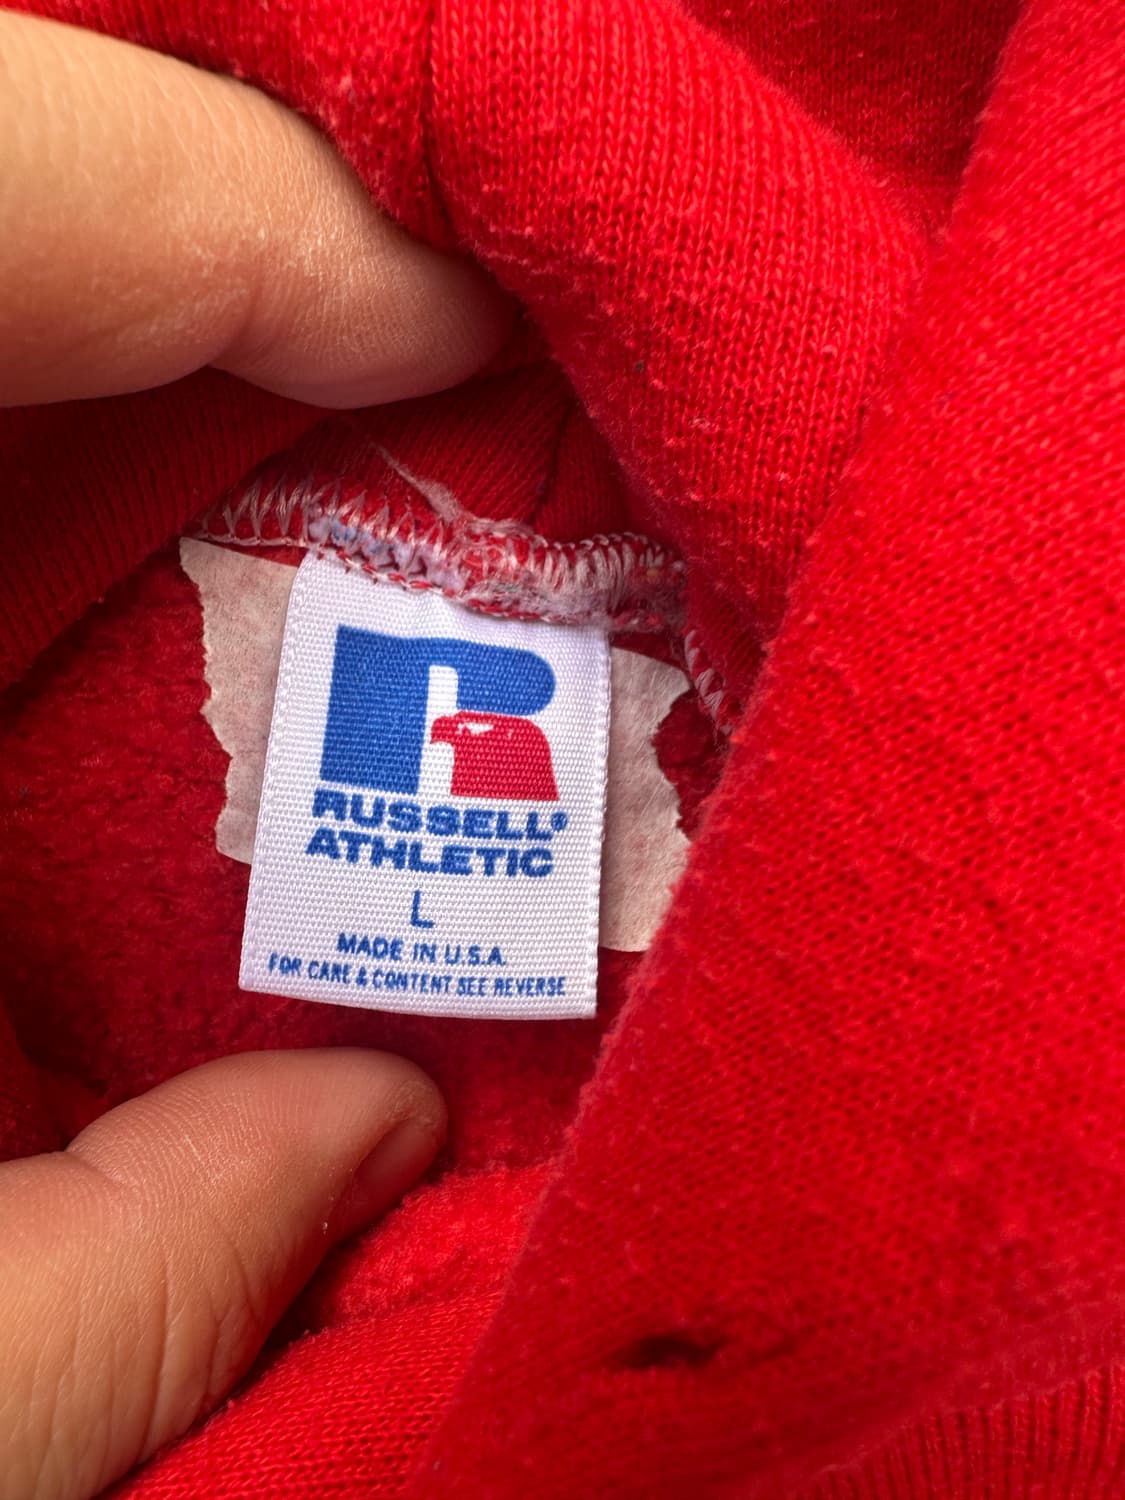 R
RUSSELL®
ATHLETIC
L
MADE IN U.S.A.
FOR CARE & CONTENT SEE REVERSE